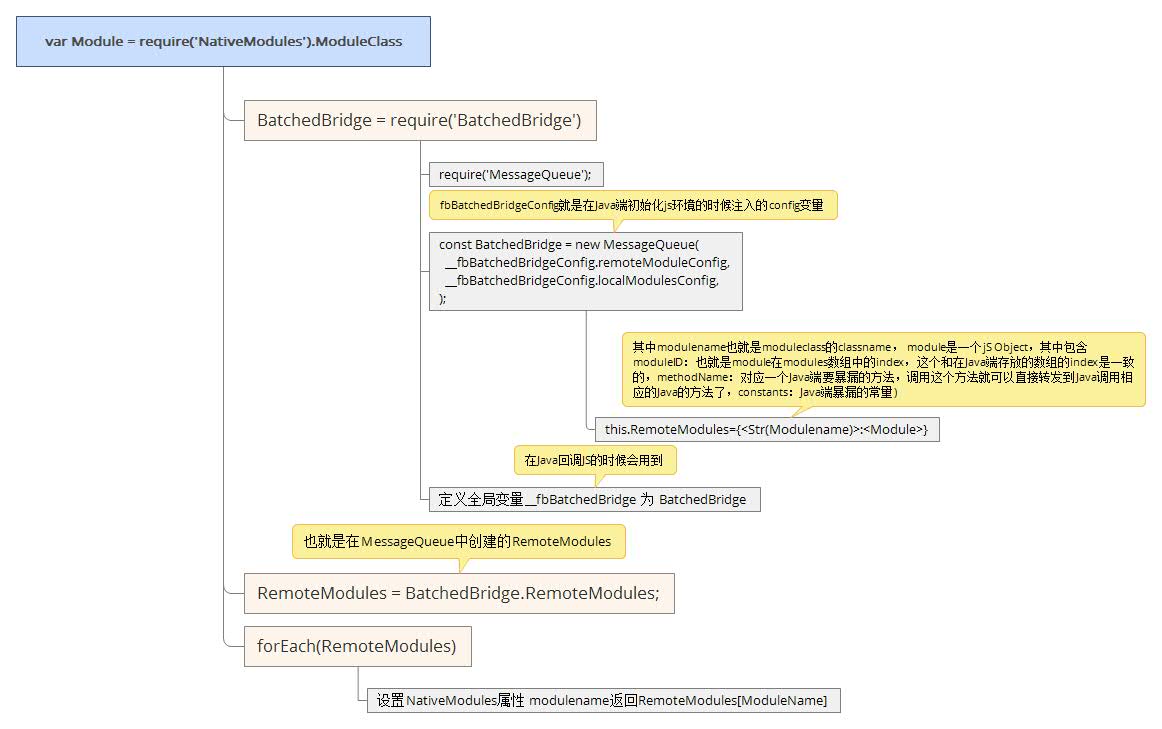 var Module = require('NativeModules').ModuleClass
BatchedBridge = require('BatchedBridge')
require('MessageQueue');
fbBatchedBridgeConfig就是在Java端初始化js环境的时候注入的config变量
const BatchedBridge = new MessageQueue(
__fbBatchedBridgeConfig.remoteModuleConfig,
__fbBatchedBridgeConfig.localModulesConfig,
);
其中modulename也就是moduleclass的classname， module是一个jS Object，其中包含
moduleID：也就是module在modules数组中的index，这个和在Java端存放的数组的index是一致
的，methodName：对应一个Java端要暴漏的方法，调用这个方法就可以直接转发到Java调用相
应的Java的方法了，constants：Java端暴漏的常量)
this.RemoteModules={<Str(Modulename)>:<Module>}
在Java回调JS的时候会用到
定义全局变量__fbBatchedBridge 为 BatchedBridge
也就是在MessageQueue中创建的RemoteModules
RemoteModules = BatchedBridge.RemoteModules;
forEach(RemoteModules)
设置NativeModules属性 modulename返回RemoteModules[ModuleName]